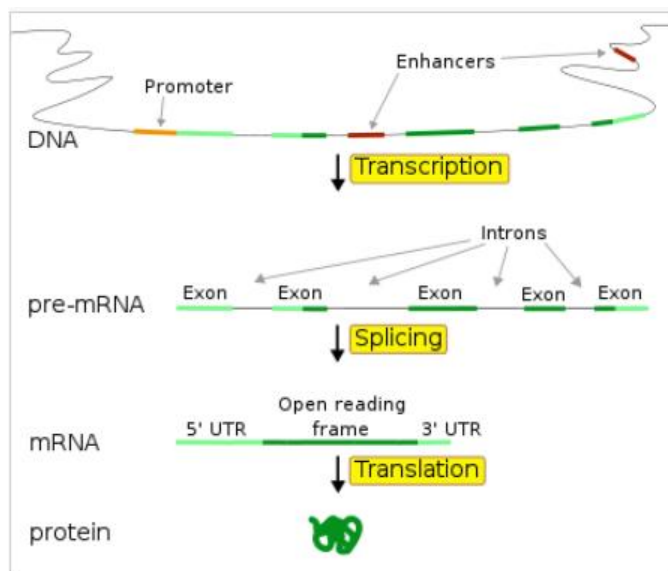 Enhancers
Promoter
DNA
Transcription
Introns
pre-mRNA
Exon Exon Exon Exon Exon
Splicing
Open reading
frame
5' UTR 3' UTR
mRNA
Translation
protein